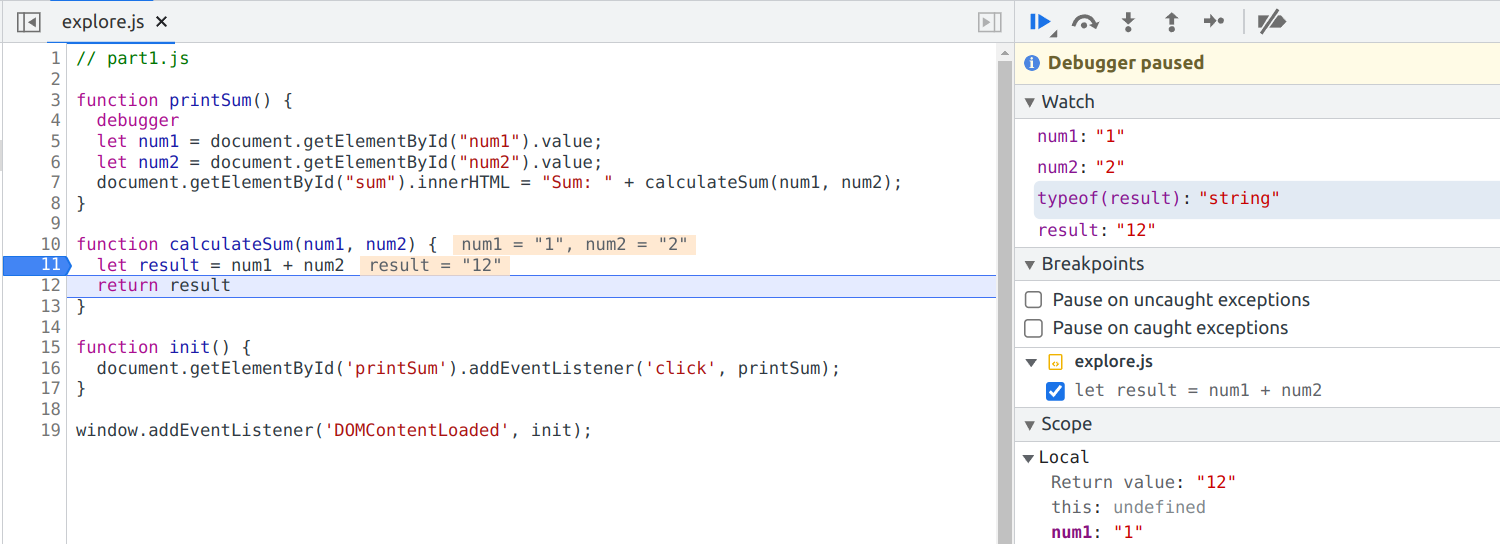 explore.js ×
1 // part1.js
2
3 function printSum() {
4   debugger
5   let num1 = document.getElementById("num1").value;
6   let num2 = document.getElementById("num2").value;
7   document.getElementById("sum").innerHTML = "Sum: " + calculateSum(num1, num2);
8 }
9
10 function calculateSum(num1, num2) { num1 = "1", num2 = "2"
11   let result = num1 + num2 result = "12"
12   return result
13 }
14
15 function init() {
16   document.getElementById('printSum').addEventListener('click', printSum);
17 }
18
19 window.addEventListener('DOMContentLoaded', init);
Debugger paused
Watch
num1: "1"
num2: "2"
typeof(result): "string"
result: "12"
Breakpoints
Pause on uncaught exceptions
Pause on caught exceptions
explore.js
let result = num1 + num2
Scope
Local
Return value: "12"
this: undefined
num1: "1"